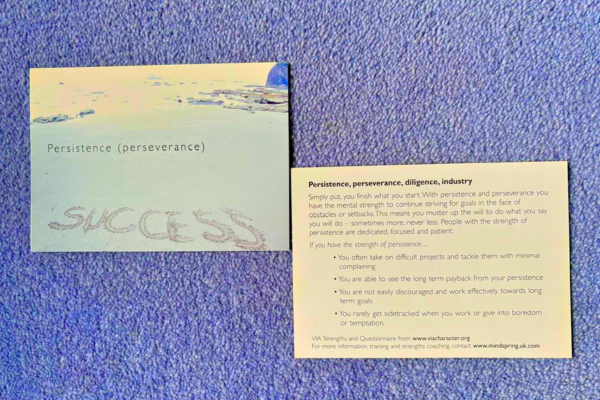 Persistence (perseverance)
SUCCESS
Persistence, perseverance, diligence, industry
Simply put, you finish what you start. With persistence and perseverance you
have the mental strength to continue striving for goals in the face of
obstacles or setbacks. This means you muster up the will to do what you say
you will do – sometimes more, never less. People with the strength of
persistence are dedicated, focused and patient.
If you have the strength of persistence…
• You often take on difficult projects and tackle them with minimal
complaining
• You are able to see the long term payback from your persistence
• You are not easily discouraged and work effectively towards long
term goals
• You rarely get sidetracked when you work or give into boredom
or temptation.
VIA Strengths and Questionnaire from www.viacharacter.org
For more information, training and strengths coaching, contact www.mindspring.uk.com